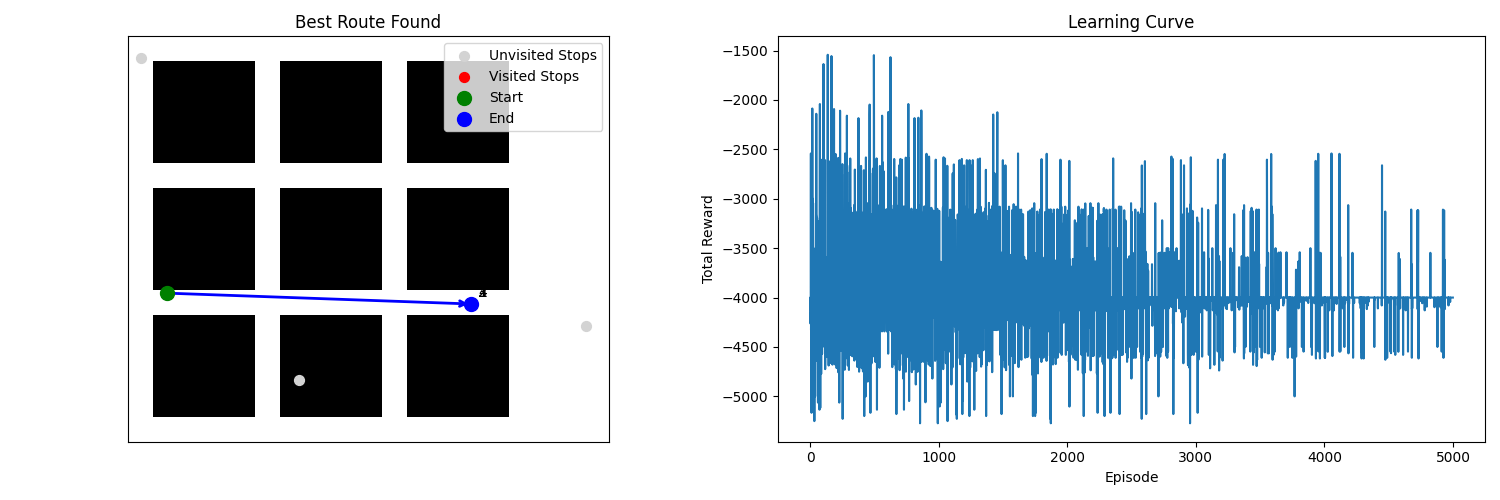 Best Route Found
Unvisited Stops
Visited Stops
Start
End
Learning Curve
Total Reward
−1500
−2000
−2500
−3000
−3500
−4000
−4500
−5000
0 1000 2000 3000 4000 5000
Episode